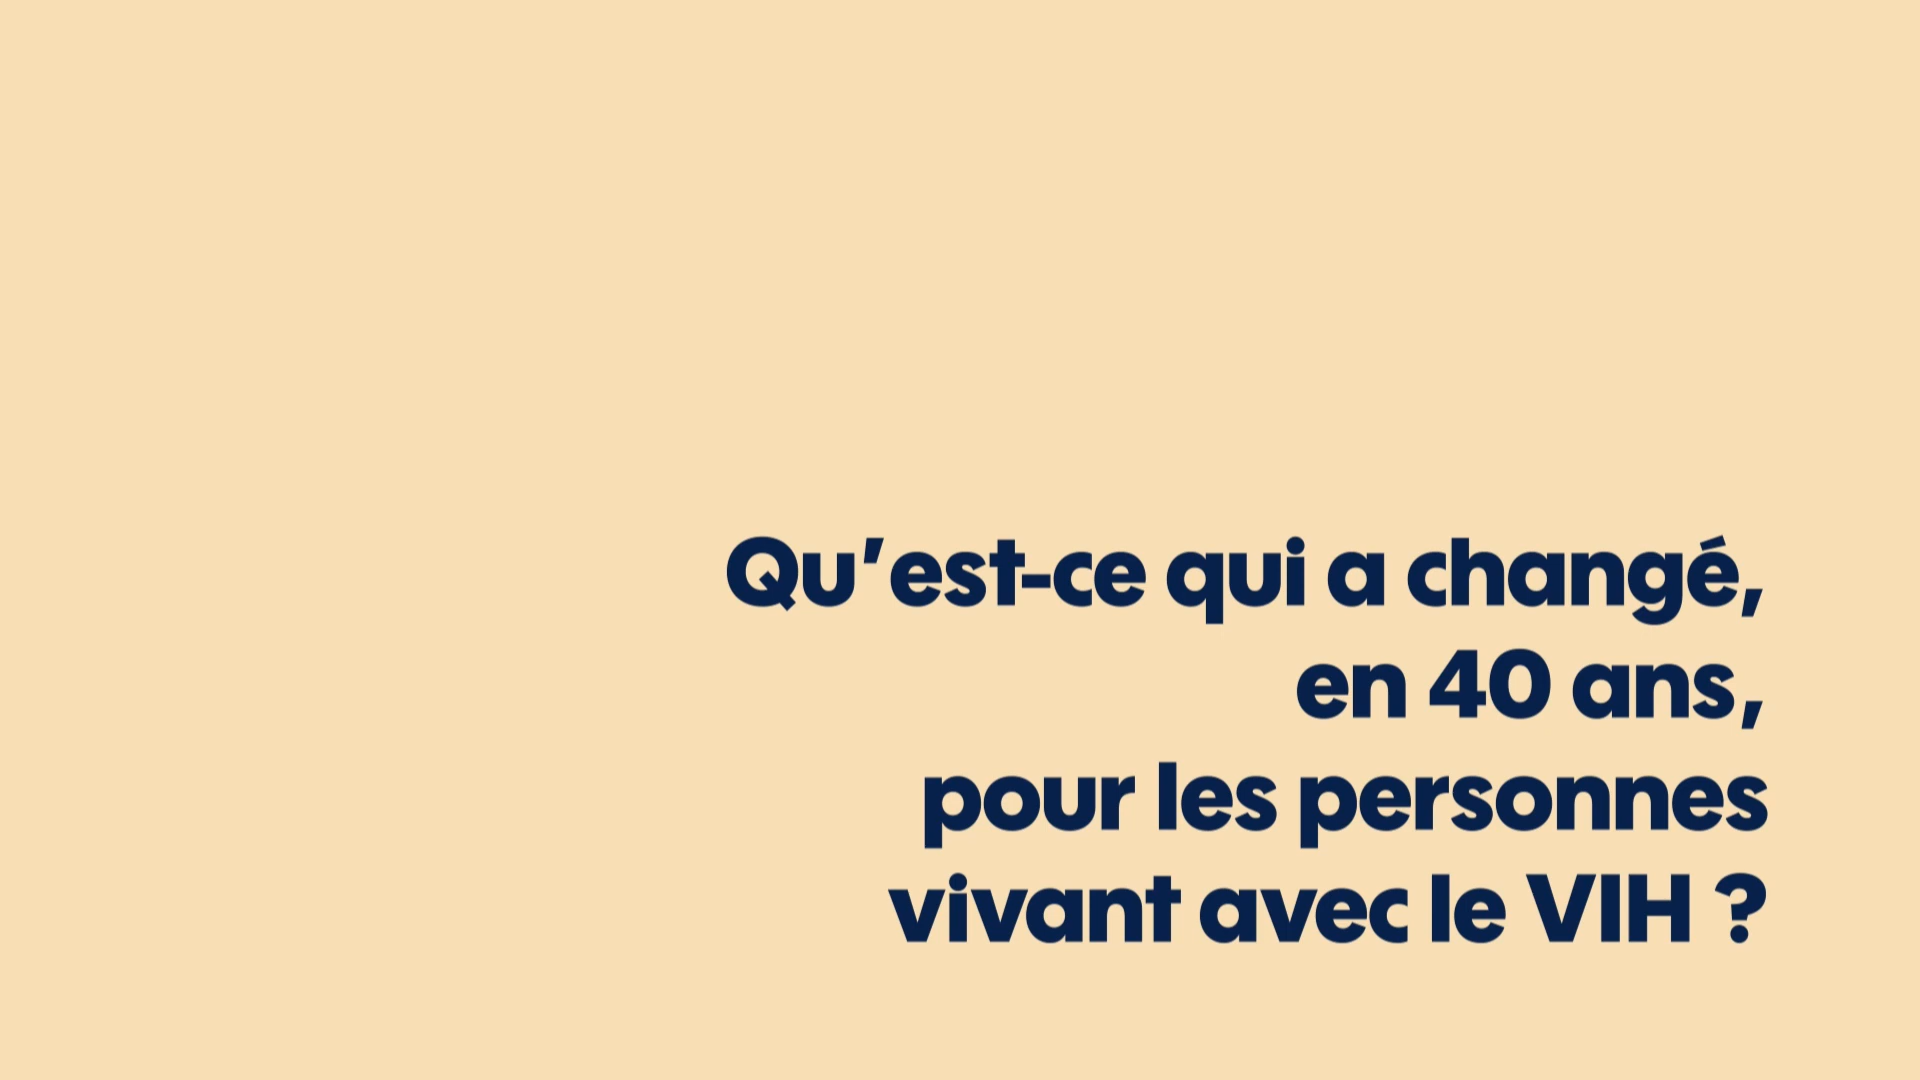 Qu’est-ce qui a changé,
en 40 ans,
pour les personnes
vivant avec le VIH ?